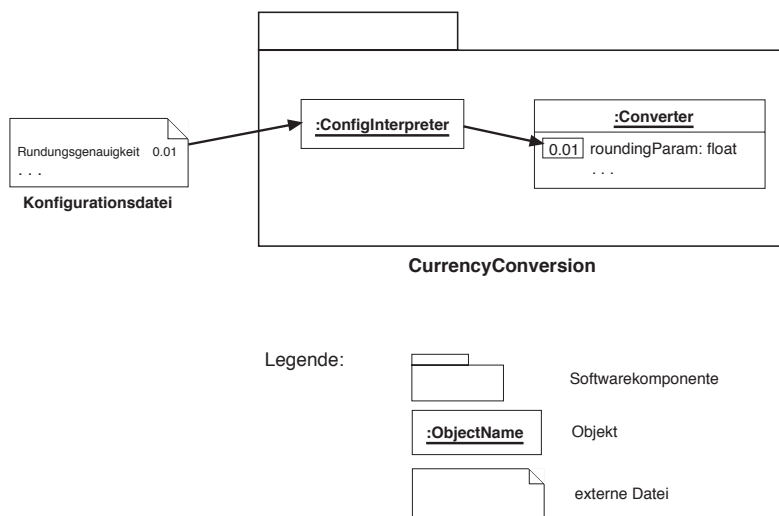 :ConfigInterpreter
:Converter
0.01 roundingParam: float
. . .
Rundungsgenauigkeit 0.01
. . .
Konfigurationsdatei
CurrencyConversion
Legende:
Softwarekomponente
:ObjectName Objekt
externe Datei